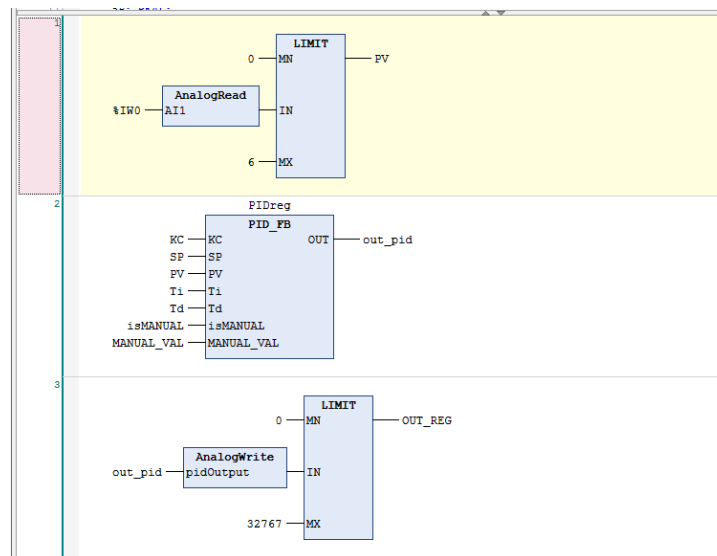 1
LIMIT
0 MN PV
AnalogRead
%IW0 AI1 IN
6 MX
2
PIDreg
PID_FB
KC KC OUT out_pid
SP SP
PV PV
Ti Ti
Td Td
isMANUAL isMANUAL
MANUAL_VAL MANUAL_VAL
3
LIMIT
0 MN OUT_REG
AnalogWrite
out_pid pidOutput IN
32767 MX